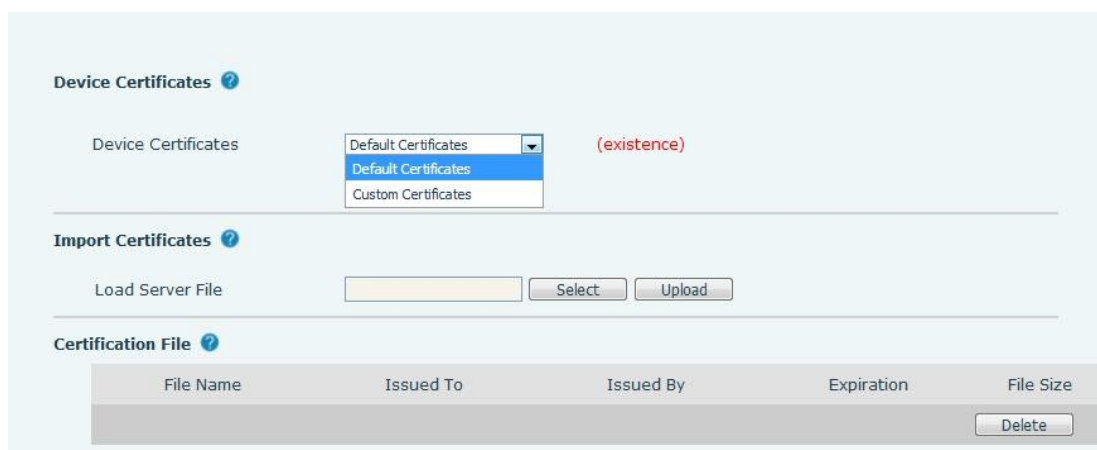 Device Certificates ?
Device Certificates Default Certificates (existence)
Default Certificates
Custom Certificates
Import Certificates ?
Load Server File Select Upload
Certification File ?
File Name Issued To Issued By Expiration File Size
Delete